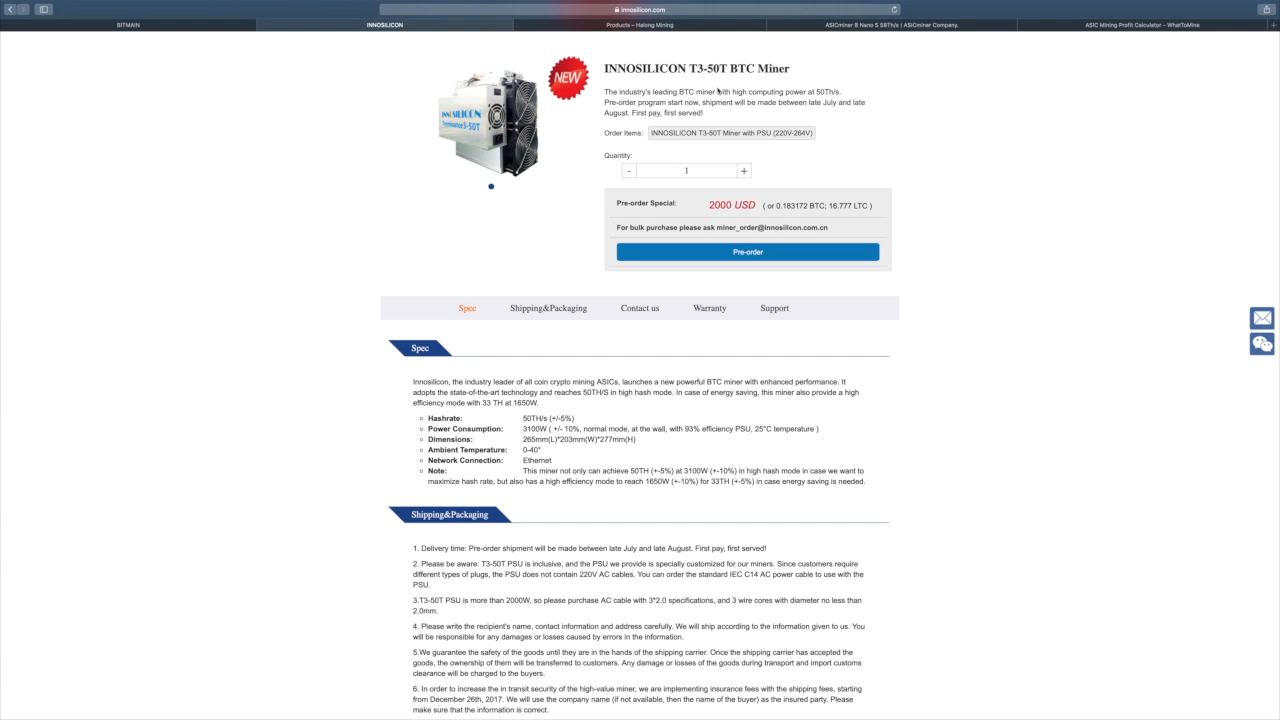 innosilicon.com
BITMAIN
INNOSILICON
Products – Halong Mining
ASICminer 8 Nano S 58Th/s | ASICminer Company.
ASIC Mining Profit Calculator - WhatToMine
INNOSILICON
Terminator3-50T
NEW
INNOSILICON T3-50T BTC Miner
The industry's leading BTC miner with high computing power at 50Th/s.
Pre-order program start now, shipment will be made between late July and late
August. First pay, first served!
Order Items: INNOSILICON T3-50T Miner with PSU (220V-264V)
Quantity:
- 1 +
Pre-order Special: 2000 USD ( or 0.183172 BTC; 16.777 LTC )
For bulk purchase please ask miner_order@innosilicon.com.cn
Pre-order
Spec Shipping&Packaging Contact us Warranty Support
Spec
Innosilicon, the industry leader of all coin crypto mining ASICs, launches a new powerful BTC miner with enhanced performance. It
adopts the state-of-the-art technology and reaches 50TH/S in high hash mode. In case of energy saving, this miner also provide a high
efficiency mode with 33 TH at 1650W.
Hashrate: 50TH/s (+/-5%)
Power Consumption: 3100W ( +/- 10%, normal mode, at the wall, with 93% efficiency PSU, 25°C temperature )
Dimensions: 265mm(L)*203mm(W)*277mm(H)
Ambient Temperature: 0-40°
Network Connection: Ethernet
Note: This miner not only can achieve 50TH (+-5%) at 3100W (+-10%) in high hash mode in case we want to
maximize hash rate, but also has a high efficiency mode to reach 1650W (+-10%) for 33TH (+-5%) in case energy saving is needed.
Shipping&Packaging
1. Delivery time: Pre-order shipment will be made between late July and late August. First pay, first served!
2. Please be aware: T3-50T PSU is inclusive, and the PSU we provide is specially customized for our miners. Since customers require
different types of plugs, the PSU does not contain 220V AC cables. You can order the standard IEC C14 AC power cable to use with the
PSU.
3.T3-50T PSU is more than 2000W, so please purchase AC cable with 3*2.0 specifications, and 3 wire cores with diameter no less than
2.0mm.
4. Please write the recipient's name, contact information and address carefully. We will ship according to the information given to us. You
will be responsible for any damages or losses caused by errors in the information.
5.We guarantee the safety of the goods until they are in the hands of the shipping carrier. Once the shipping carrier has accepted the
goods, the ownership of them will be transferred to customers. Any damage or losses of the goods during transport and import customs
clearance will be charged to the buyers.
6. In order to increase the in transit security of the high-value miner, we are implementing insurance fees with the shipping fees, starting
from December 26th, 2017. We will use the company name (if not available, then the name of the buyer) as the insured party. Please
make sure that the information is correct.